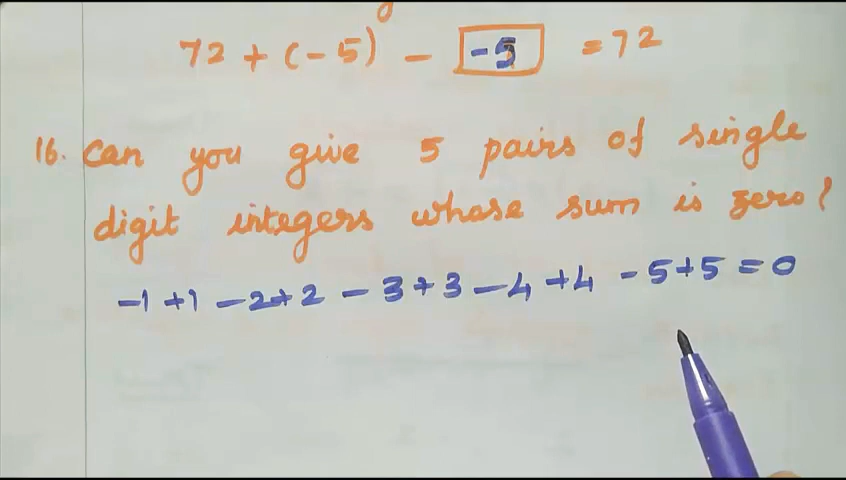 72 + (-5) - -5 = 72
16. Can you give 5 pairs of single
digit integers whose sum is zero?
-1 +1 -2+2 -3+3 -4 +4 -5+5 = 0